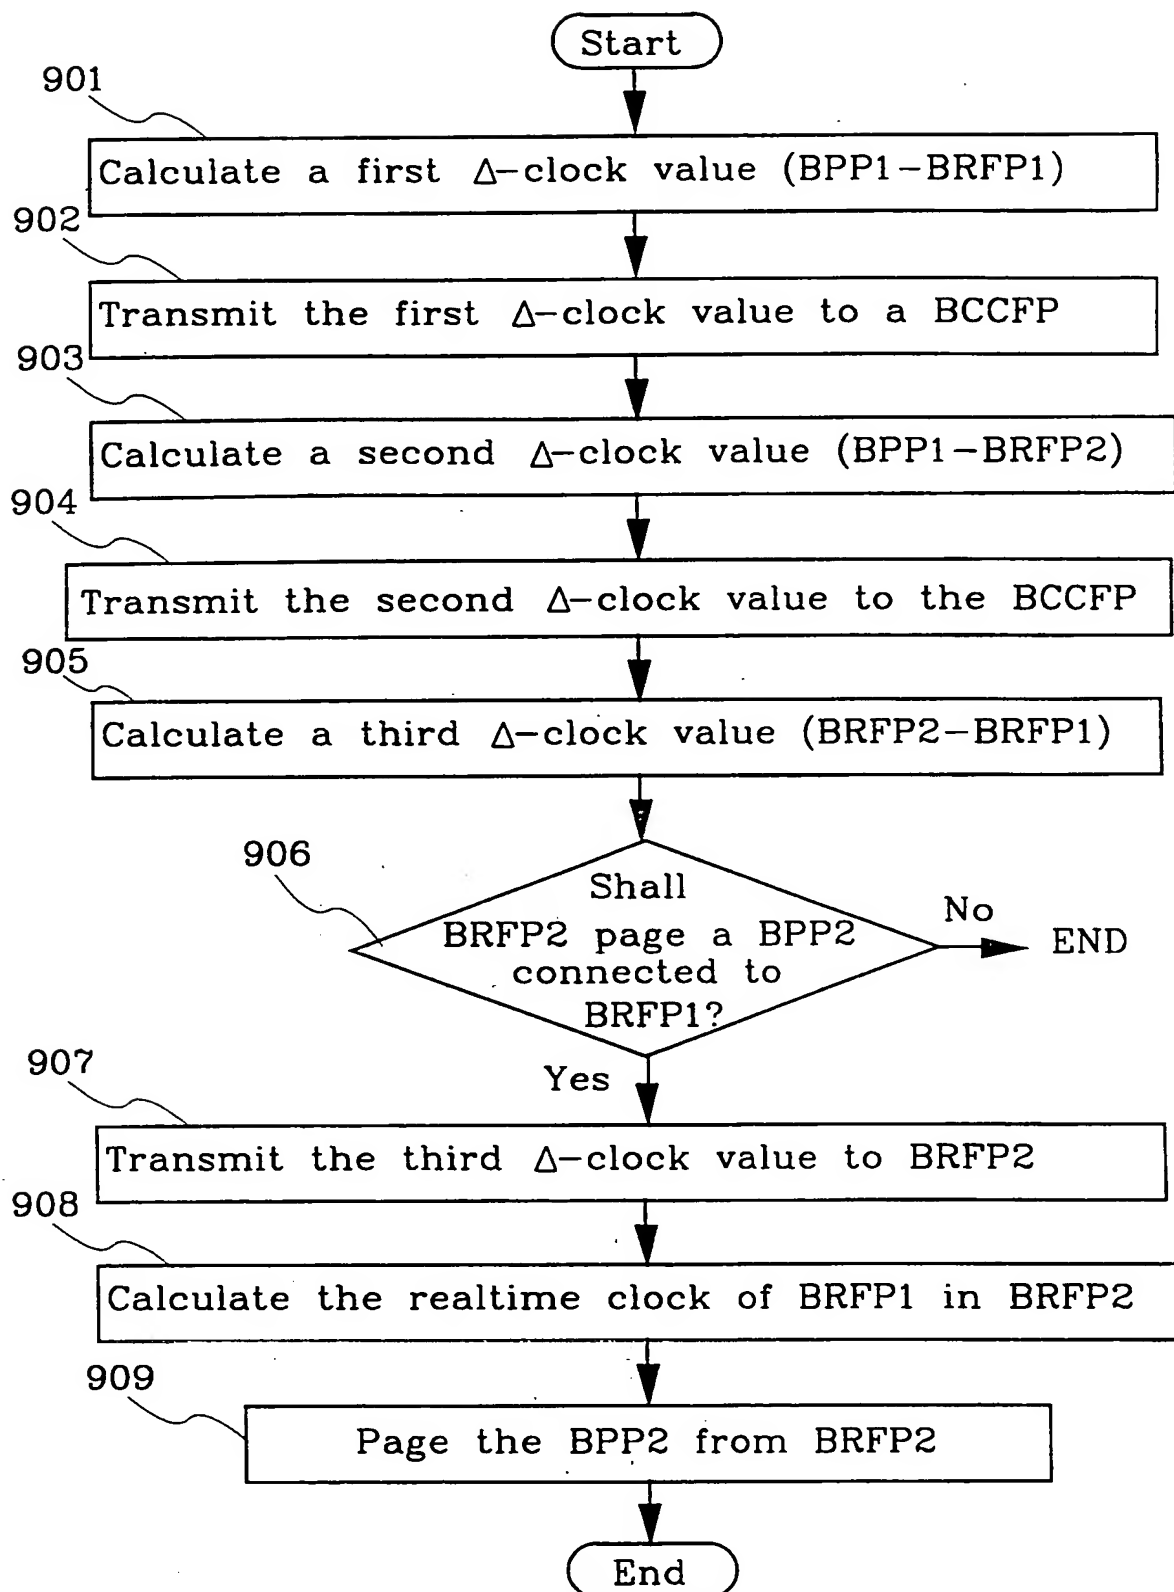 Start
901
Calculate a first Δ-clock value (BPP1-BRFP1)
902
Transmit the first Δ-clock value to a BCCFP
903
Calculate a second Δ-clock value (BPP1-BRFP2)
904
Transmit the second Δ-clock value to the BCCFP
905
Calculate a third Δ-clock value (BRFP2-BRFP1)
906
Shall
BRFP2 page a BPP2
connected to
BRFP1?
No
END
Yes
907
Transmit the third Δ-clock value to BRFP2
908
Calculate the realtime clock of BRFP1 in BRFP2
909
Page the BPP2 from BRFP2
End